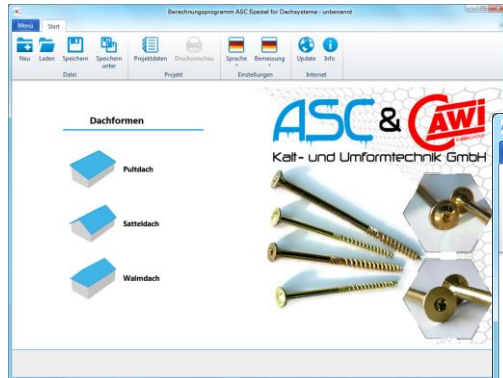 Berechnungsprogramm ASC Spezial für Dachsysteme - unbenannt
Menü Start
Neu Laden Speichern Speichern unter Projektdaten Druckvorschau Sprache Bemessung Update Info
Datei Projekt Einstellungen Internet
Dachformen
Pultdach
Satteldach
Walmdach
ASC & CAWI
Kalt- und Umformtechnik GmbH